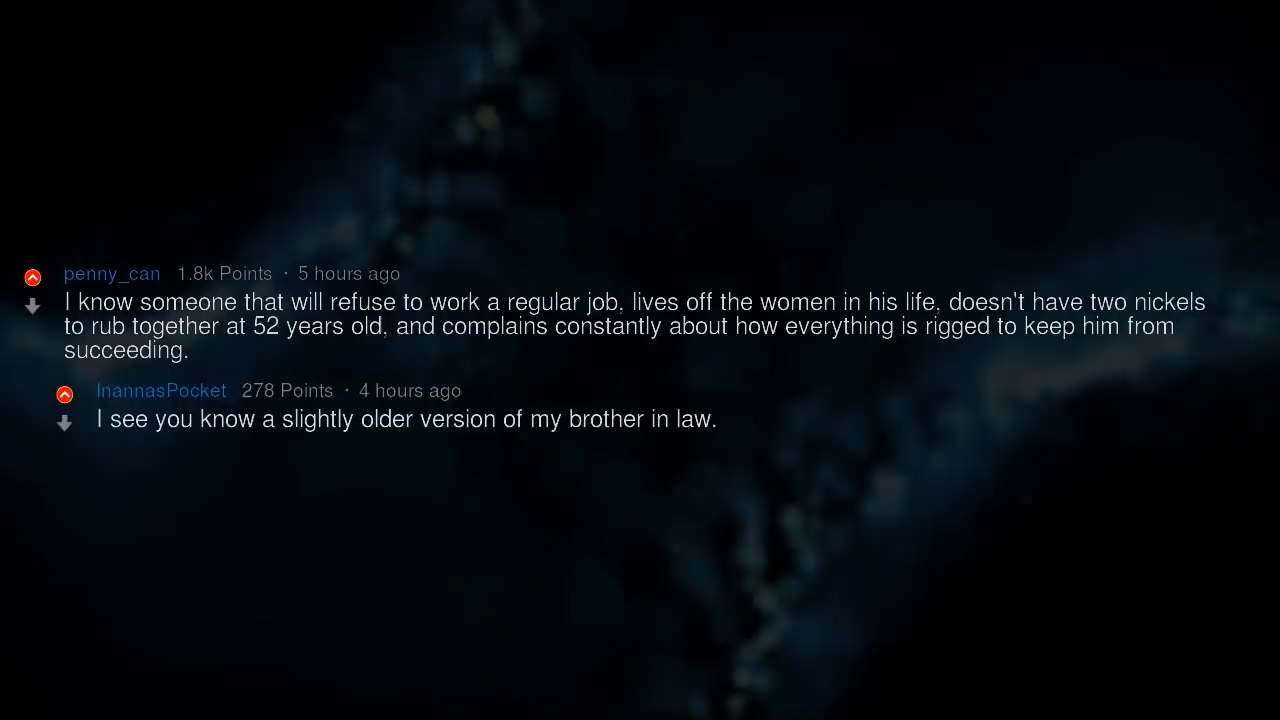 penny_can 1.8k Points · 5 hours ago
I know someone that will refuse to work a regular job, lives off the women in his life, doesn't have two nickels
to rub together at 52 years old, and complains constantly about how everything is rigged to keep him from
succeeding.
InannasPocket 278 Points · 4 hours ago
I see you know a slightly older version of my brother in law.